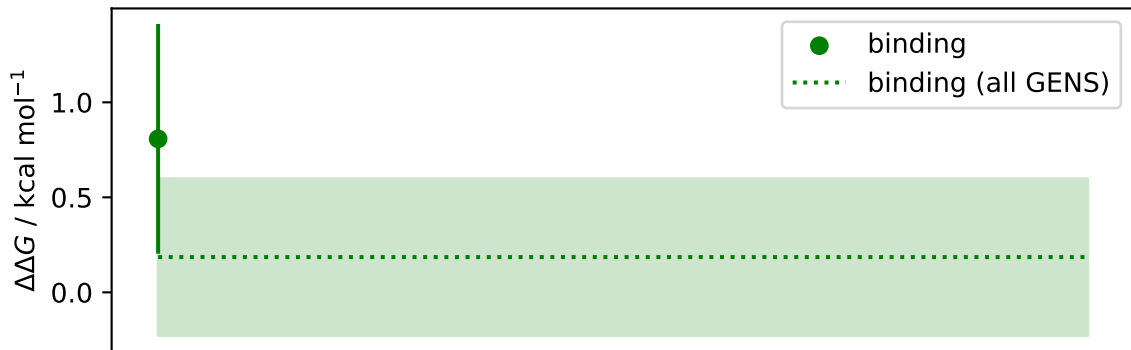 binding
binding (all GENS)
ΔΔG / kcal mol⁻¹
1.0
0.5
0.0